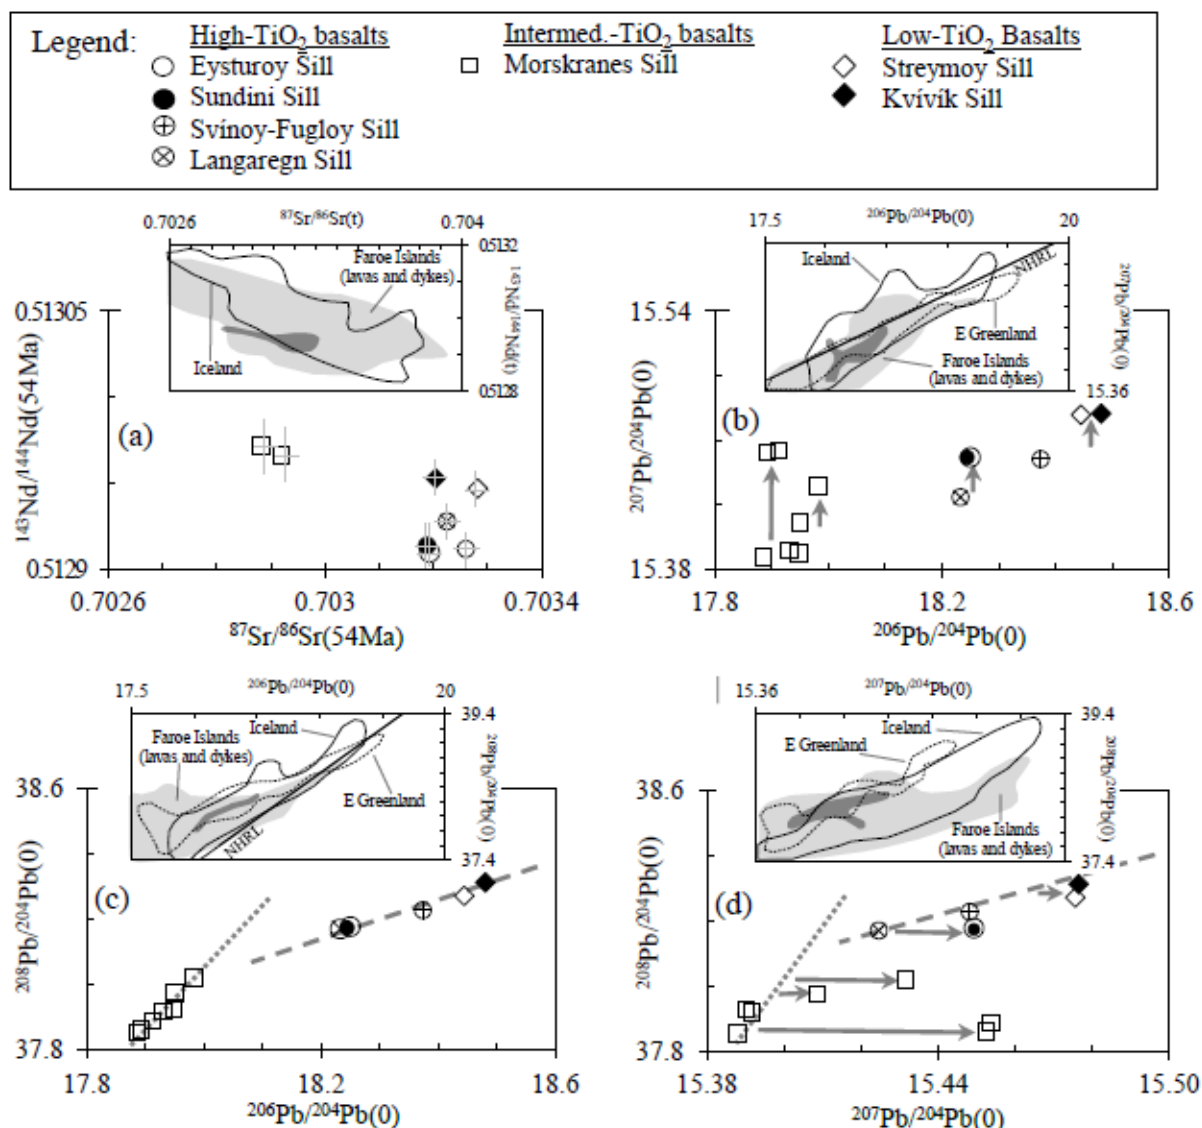 Legend:
High-TiO₂ basalts
Eysturoy Sill
Sundini Sill
Svínoy-Fugloy Sill
Langaregn Sill
Intermed.-TiO₂ basalts
Morskranes Sill
Low-TiO₂ Basalts
Streymoy Sill
Kvívík Sill
0.7026 ⁸⁷Sr/⁸⁶Sr(t) 0.704
0.5132
¹⁴³Nd/¹⁴⁴Nd(t)
0.5128
Faroe Islands
(lavas and dykes)
Iceland
0.51305
¹⁴³Nd/¹⁴⁴Nd(54Ma)
(a)
0.5129
0.7026 0.703 0.7034
⁸⁷Sr/⁸⁶Sr(54Ma)
²⁰⁶Pb/²⁰⁴Pb(0)
17.5 20
Iceland
NHRL
E Greenland
Faroe Islands
(lavas and dykes)
²⁰⁷Pb/²⁰⁴Pb(0)
15.36
15.54
²⁰⁷Pb/²⁰⁴Pb(0)
(b)
15.38
17.8 18.2 18.6
²⁰⁶Pb/²⁰⁴Pb(0)
17.5 ²⁰⁶Pb/²⁰⁴Pb(0) 20
39.4
Iceland
Faroe Islands
(lavas and dykes)
E Greenland
NHRL
²⁰⁸Pb/²⁰⁴Pb(0)
37.4
38.6
²⁰⁸Pb/²⁰⁴Pb(0)
(c)
37.8
17.8 18.2 18.6
²⁰⁶Pb/²⁰⁴Pb(0)
15.36 ²⁰⁷Pb/²⁰⁴Pb(0)
39.4
Iceland
E Greenland
Faroe Islands
(lavas and dykes)
²⁰⁸Pb/²⁰⁴Pb(0)
37.4
38.6
²⁰⁸Pb/²⁰⁴Pb(0)
(d)
37.8
15.38 15.44 15.50
²⁰⁷Pb/²⁰⁴Pb(0)